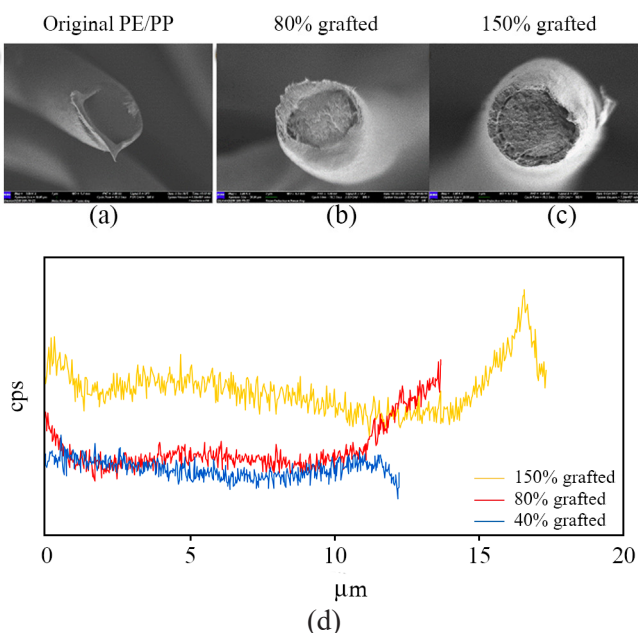 Original PE/PP
80% grafted
150% grafted
(a)
(b)
(c)
cps
150% grafted
80% grafted
40% grafted
0
5
10
15
20
μm
(d)